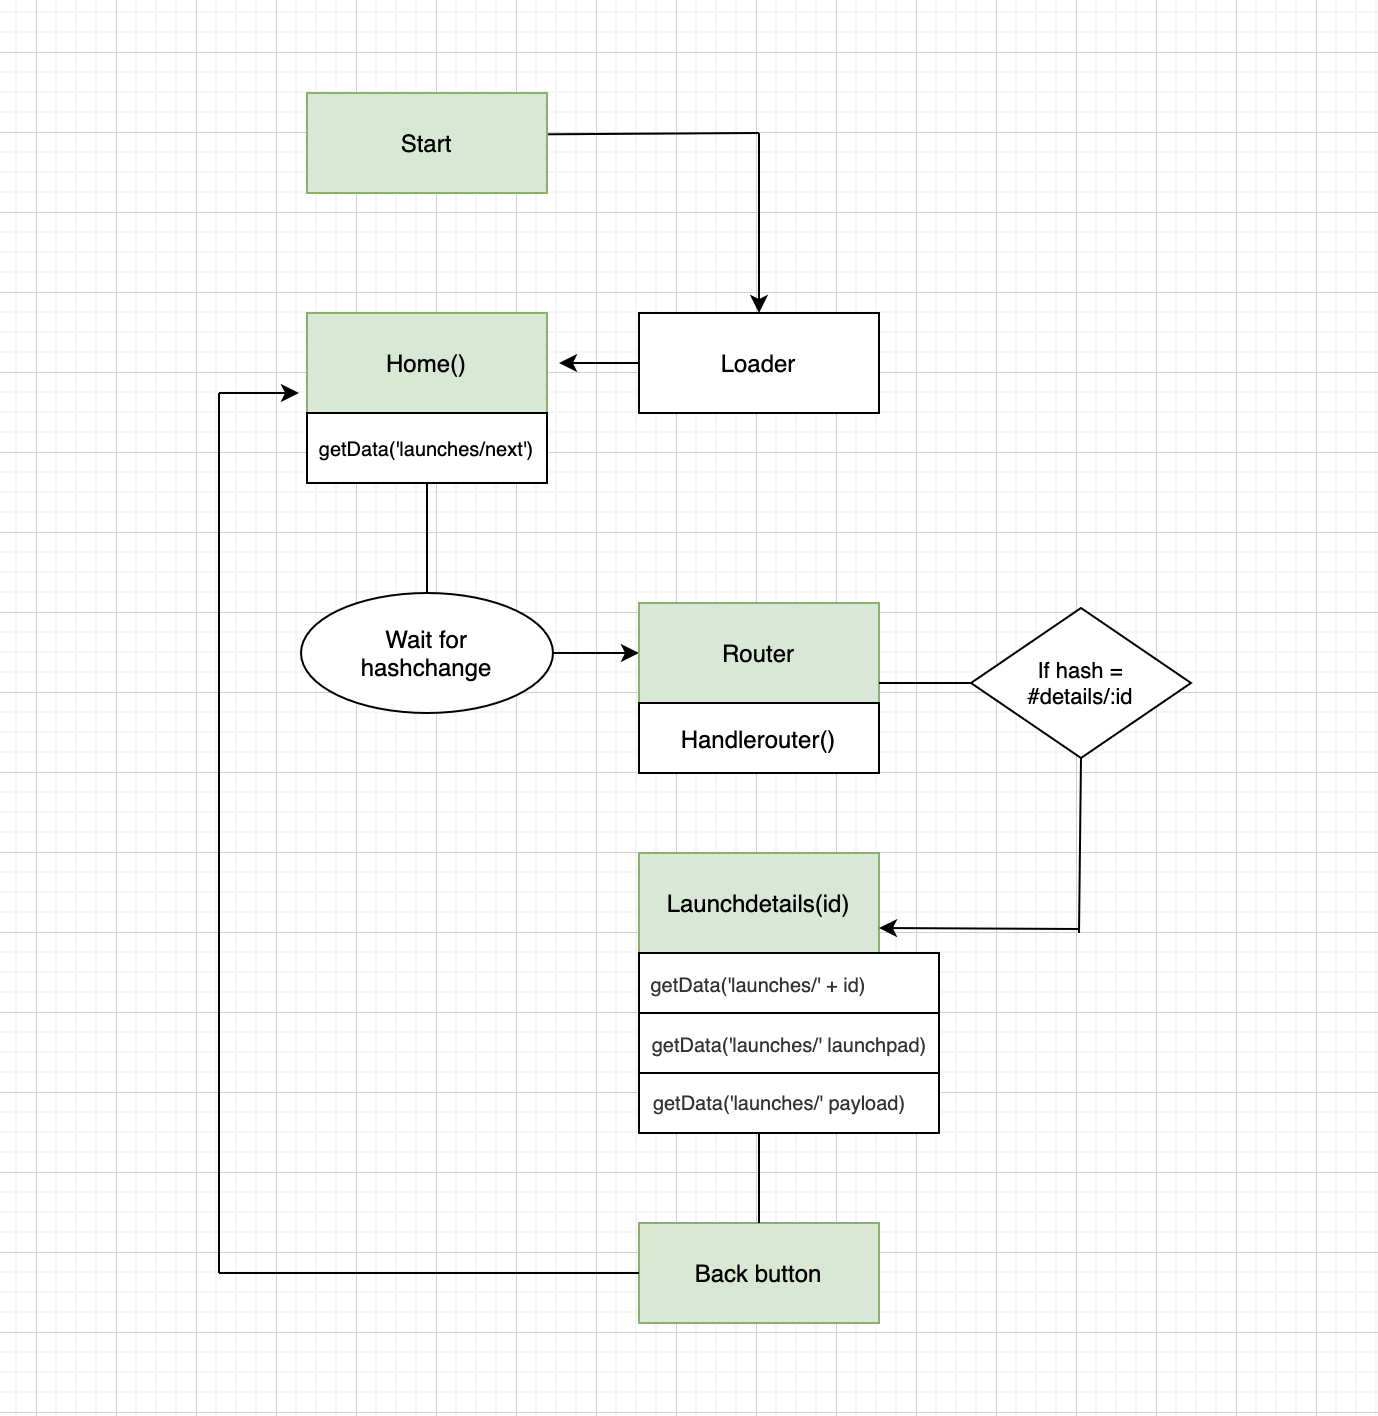 Start
Home()
Loader
getData('launches/next')
Wait for
hashchange
Router
If hash =
#details/:id
Handlerouter()
Launchdetails(id)
getData('launches/' + id)
getData('launches/' launchpad)
getData('launches/' payload)
Back button